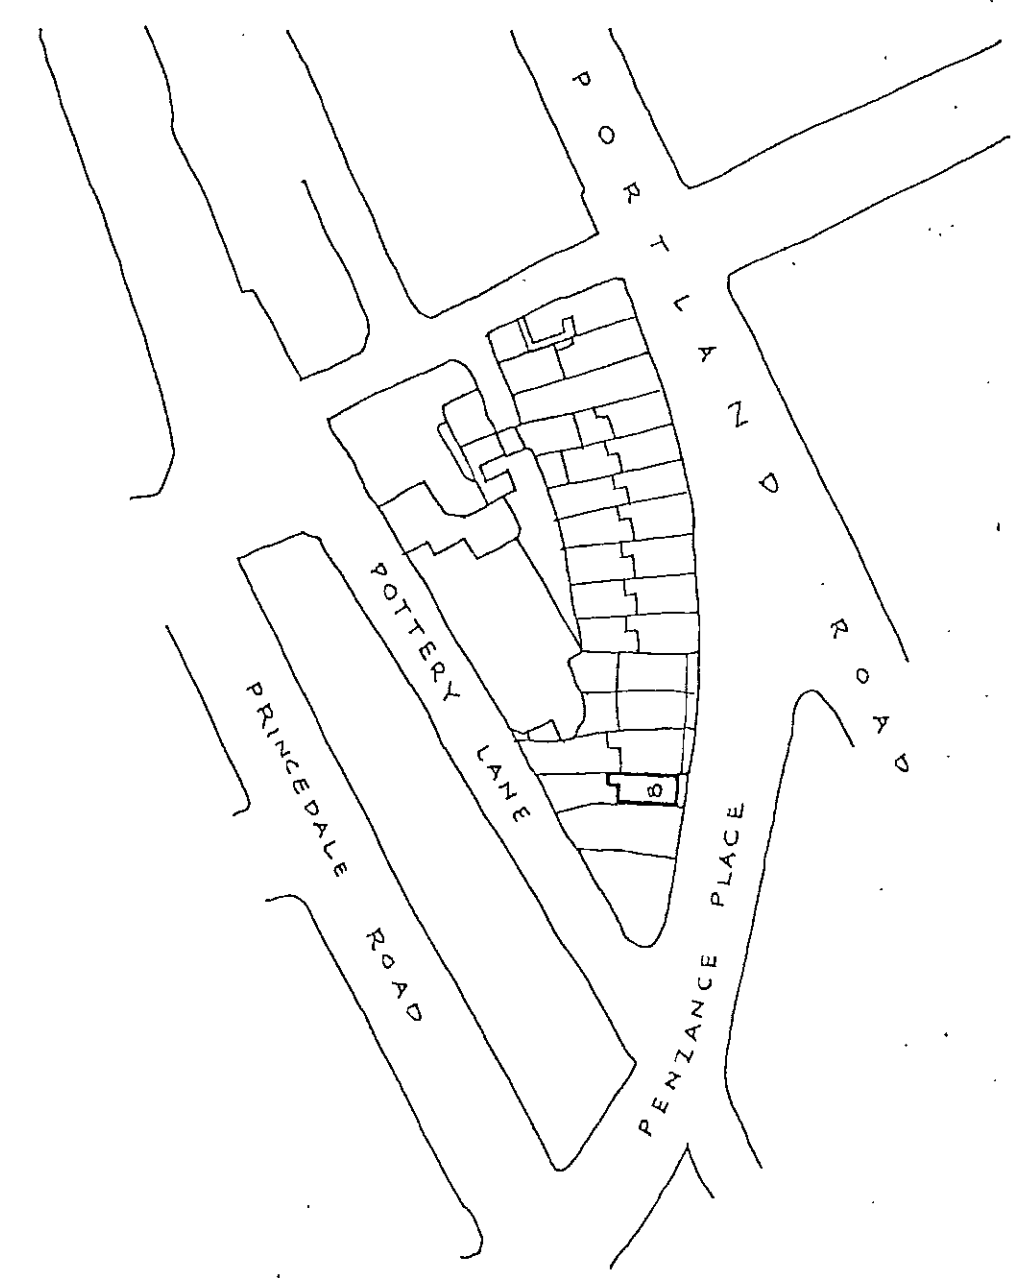 PORTLAND ROAD
POTTERY LANE
PRINCEDALE ROAD
8
PENZANCE PLACE